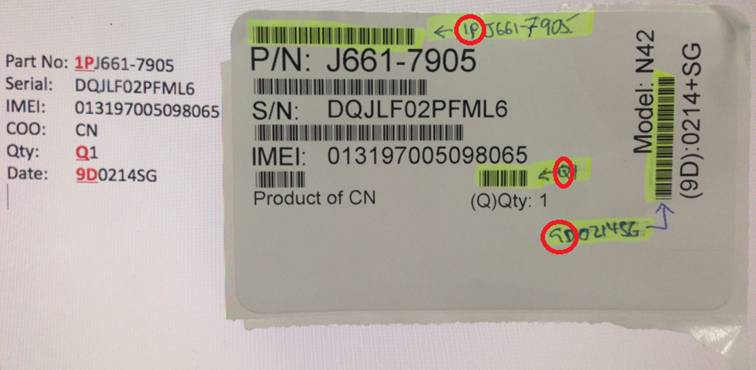 Part No: 1PJ661-7905
Serial: DQJLF02PFML6
IMEI: 013197005098065
COO: CN
Qty: Q1
Date: 9D0214SG
← 1PJ661-7905
P/N: J661-7905
S/N: DQJLF02PFML6
IMEI: 013197005098065
← Q1
Product of CN
(Q)Qty: 1
9D0214SG
Model: N42
(9D):0214+SG